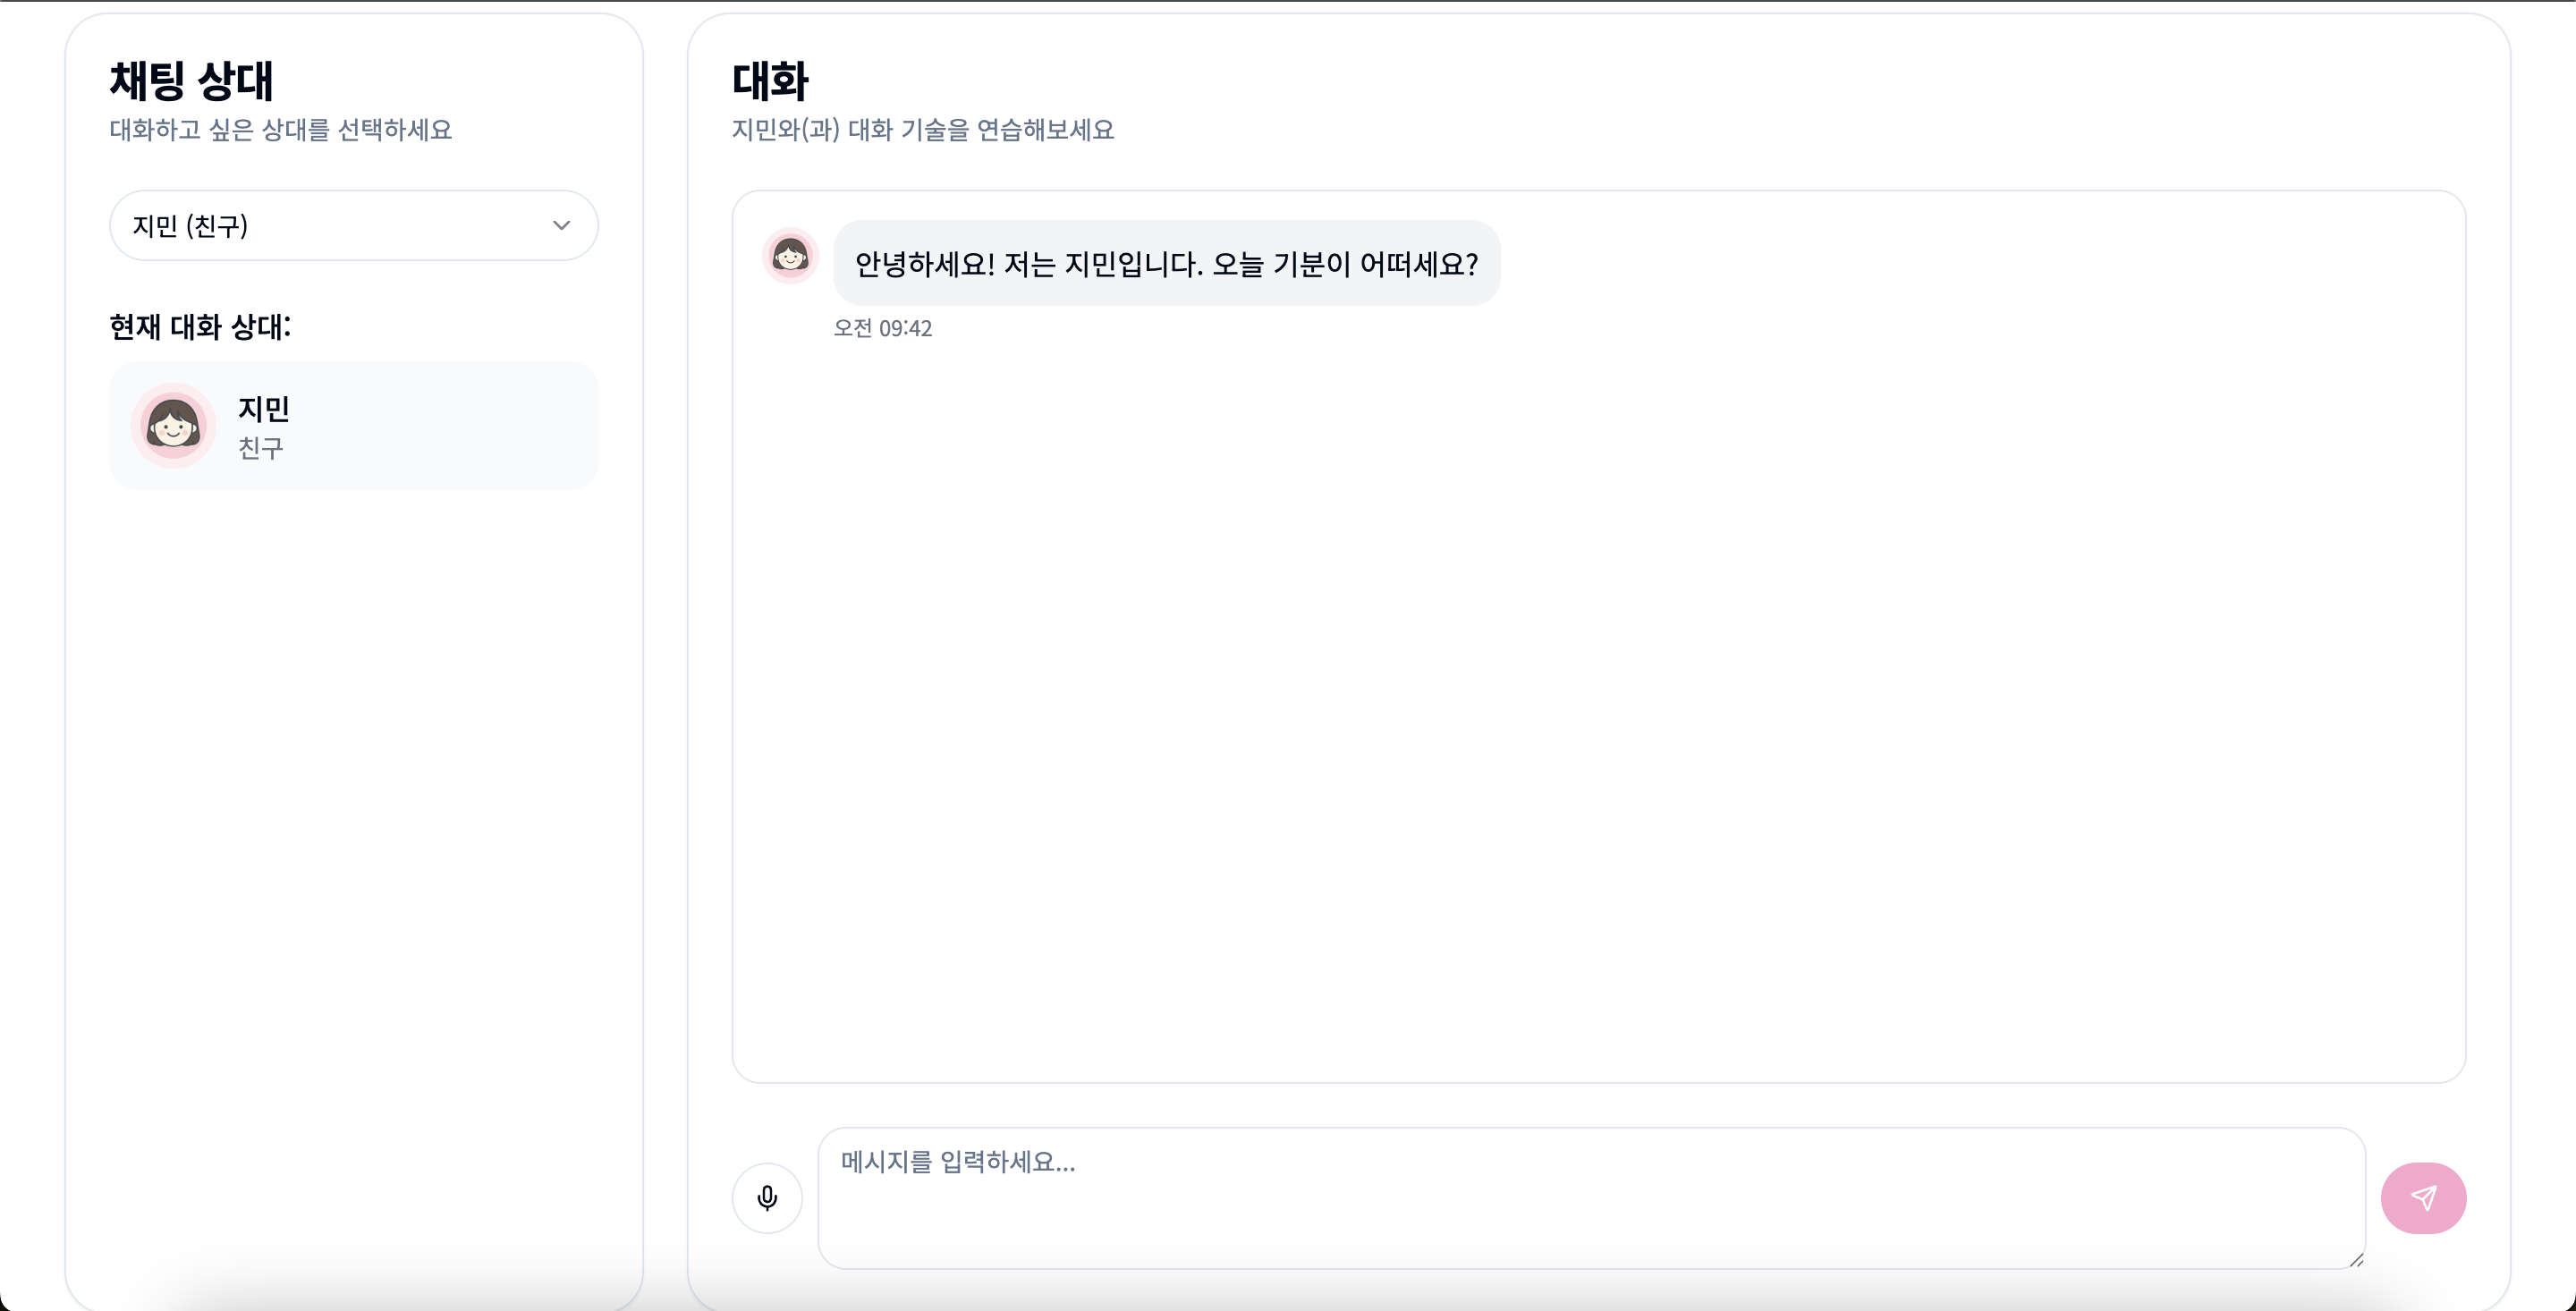 채팅 상대
대화하고 싶은 상대를 선택하세요
지민 (친구)
현재 대화 상대:
지민
친구
대화
지민와(과) 대화 기술을 연습해보세요
안녕하세요! 저는 지민입니다. 오늘 기분이 어떠세요?
오전 09:42
메시지를 입력하세요...